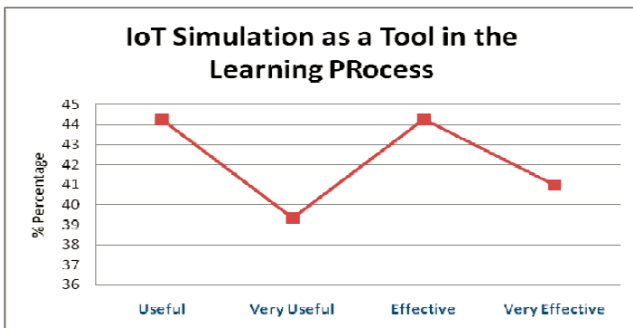 IoT Simulation as a Tool in the
Learning PRocess
% Percentage
45
44
43
42
41
40
39
38
37
36
Useful Very Useful Effective Very Effective